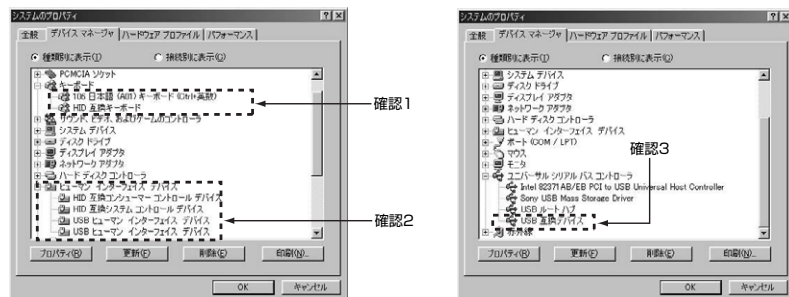 システムのプロパティ
全般 デバイス マネージャ ハードウェア プロファイル パフォーマンス
種類別に表示(T) 接続別に表示(C)
PCMCIA ソケット
キーボード
106 日本語 (A01) キーボード (Ctrl+英数)
HID 互換キーボード
サウンド、ビデオ、およびゲームのコントローラ
システム デバイス
ディスク ドライブ
ディスプレイ アダプタ
ネットワーク アダプタ
ハード ディスク コントローラ
ヒューマン インターフェイス デバイス
HID 互換コンシューマー コントロール デバイス
HID 互換システム コントロール デバイス
USB ヒューマン インターフェイス デバイス
USB ヒューマン インターフェイス デバイス
プロパティ(R) 更新(F) 削除(E) 印刷(N)...
OK キャンセル
確認1
確認2
システムのプロパティ
全般 デバイス マネージャ ハードウェア プロファイル パフォーマンス
種類別に表示(T) 接続別に表示(C)
システム デバイス
ディスク ドライブ
ディスプレイ アダプタ
ネットワーク アダプタ
ハード ディスク コントローラ
ヒューマン インターフェイス デバイス
ポート (COM / LPT)
マウス
モニタ
ユニバーサル シリアル バス コントローラ
Intel 82371AB/EB PCI to USB Universal Host Controller
Sony USB Mass Storage Driver
USB ルート ハブ
USB 互換デバイス
赤外線
プロパティ(R) 更新(F) 削除(E) 印刷(N)...
OK キャンセル
確認3